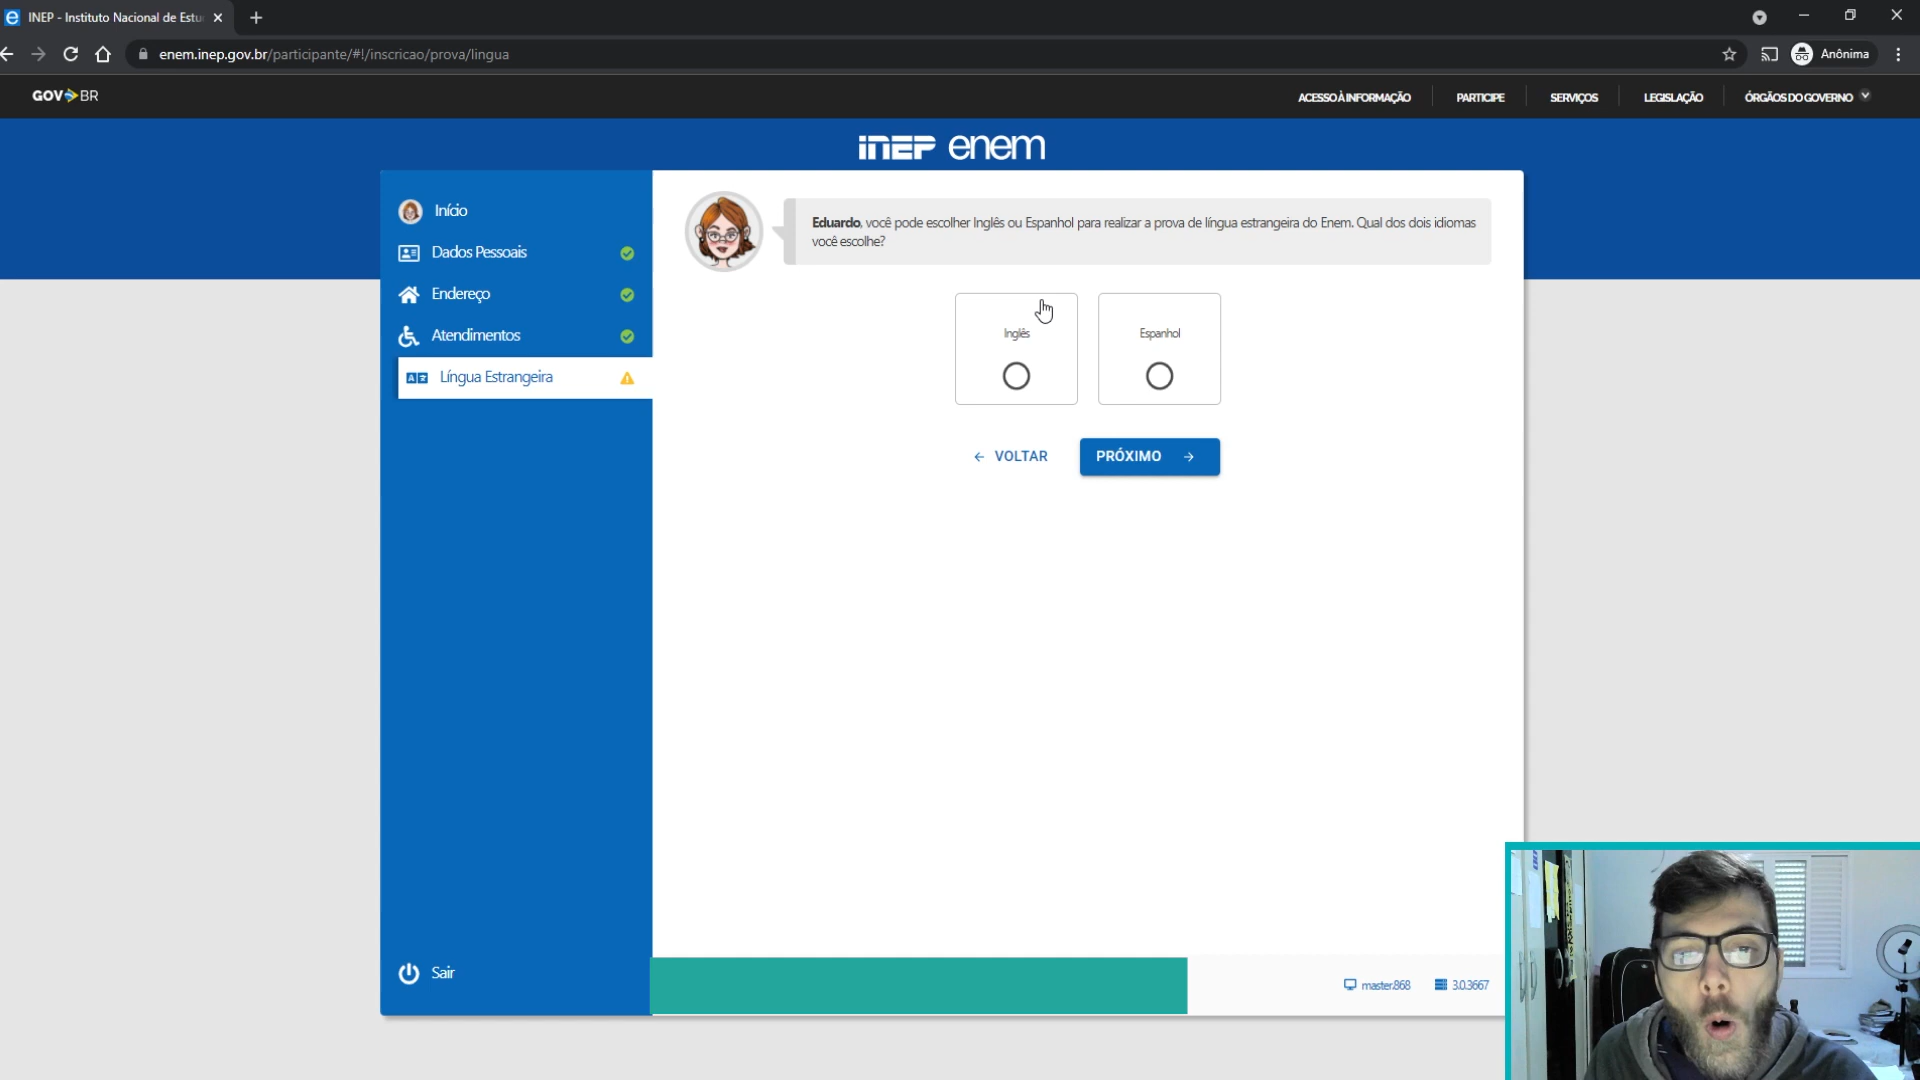 INEP - Instituto Nacional de Estu
enem.inep.gov.br/participante/#!/inscricao/prova/lingua
Anônima
GOV BR
ACESSO À INFORMAÇÃO
PARTICIPE
SERVIÇOS
LEGISLAÇÃO
ÓRGÃOS DO GOVERNO
inep enem
Início
Dados Pessoais
Endereço
Atendimentos
Língua Estrangeira
Eduardo, você pode escolher Inglês ou Espanhol para realizar a prova de língua estrangeira do Enem. Qual dos dois idiomas
você escolhe?
Inglês
Espanhol
VOLTAR
PRÓXIMO
Sair
master.868
3.0.3667